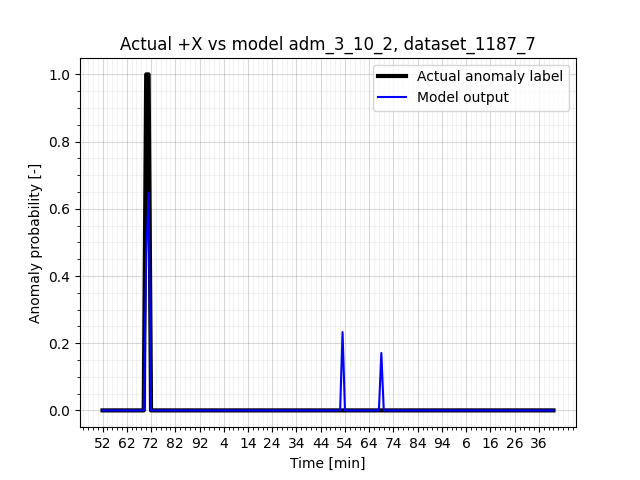 Actual +X vs model adm_3_10_2, dataset_1187_7
Actual anomaly label
Model output
Anomaly probability [-]
1.0
0.8
0.6
0.4
0.2
0.0
52 62 72 82 92 4 14 24 34 44 54 64 74 84 94 6 16 26 36
Time [min]